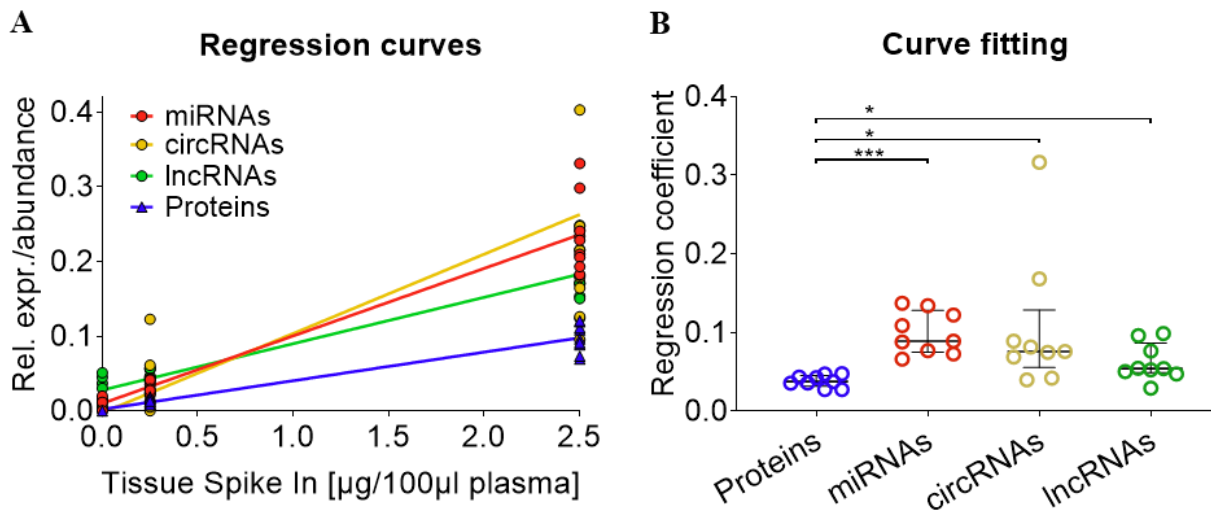 A
Regression curves
Rel. expr./abundance
0.4
0.3
0.2
0.1
0.0
miRNAs
circRNAs
lncRNAs
Proteins
0.0 0.5 1.0 1.5 2.0 2.5
Tissue Spike In [µg/100µl plasma]
B
Curve fitting
Regression coefficient
0.4
0.3
0.2
0.1
0.0
*
*
***
Proteins
miRNAs
circRNAs
lncRNAs